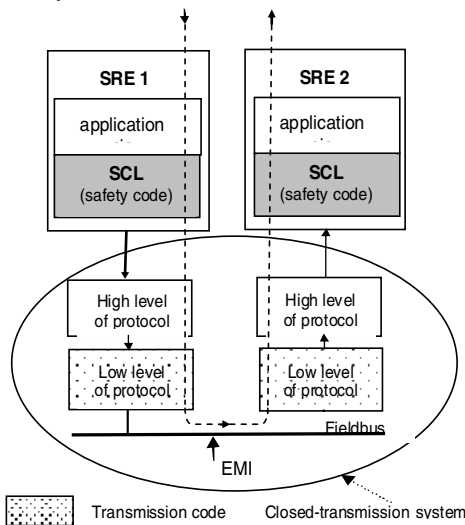 SRE 1
SRE 2
application
application
SCL
(safety code)
SCL
(safety code)
High level
of protocol
High level
of protocol
Low level
of protocol
Low level
of protocol
Fieldbus
EMI
Transmission code
Closed-transmission system